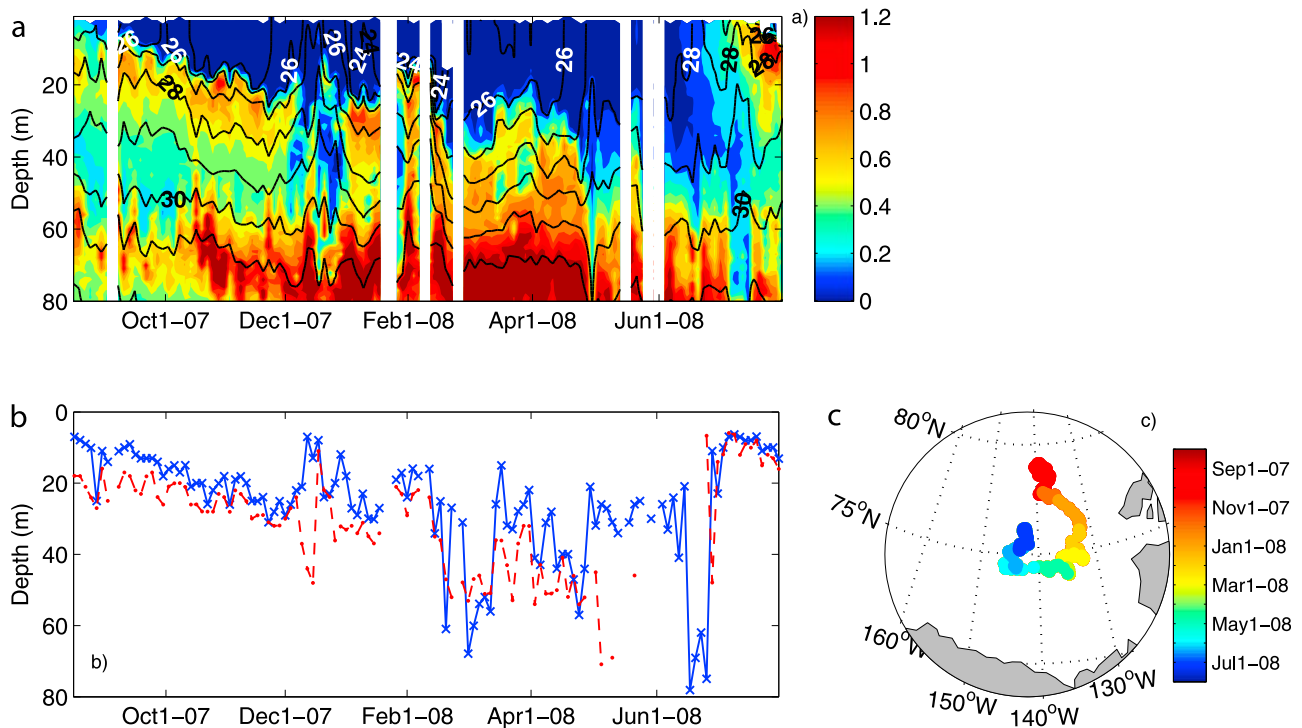 a
a)
1.2
26
26
26
24
26
28
28
26
20
1
26
24
24
28
28
26
Depth (m)
40
0.8
0.6
30
30
60
0.4
0.2
80
0
Oct1-07 Dec1-07 Feb1-08 Apr1-08 Jun1-08
b
0
20
Depth (m)
40
60
b)
80
Oct1-07 Dec1-07 Feb1-08 Apr1-08 Jun1-08
c
c)
80°N
75°N
160°W
150°W
140°W
130°W
Sep1-07
Nov1-07
Jan1-08
Mar1-08
May1-08
Jul1-08